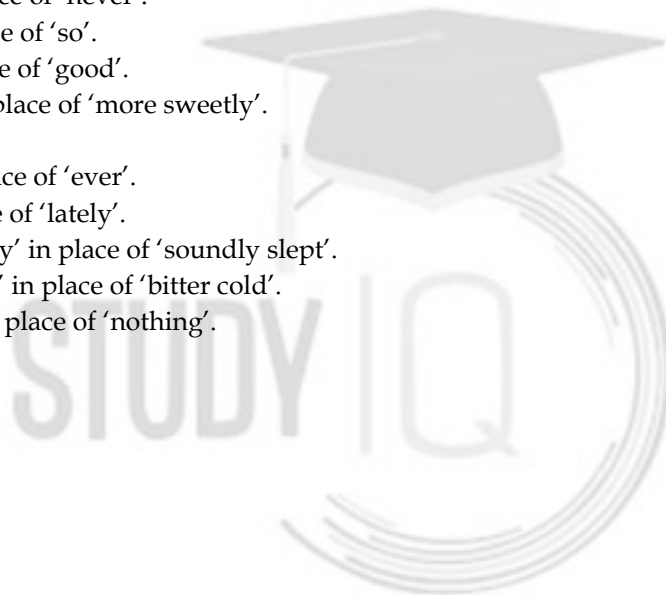 ce of ‘never’.
e of ‘so’.
e of ‘good’.
place of ‘more sweetly’.
ce of ‘ever’.
e of ‘lately’.
y’ in place of ‘soundly slept’.
’ in place of ‘bitter cold’.
place of ‘nothing’.
STUDY IQ